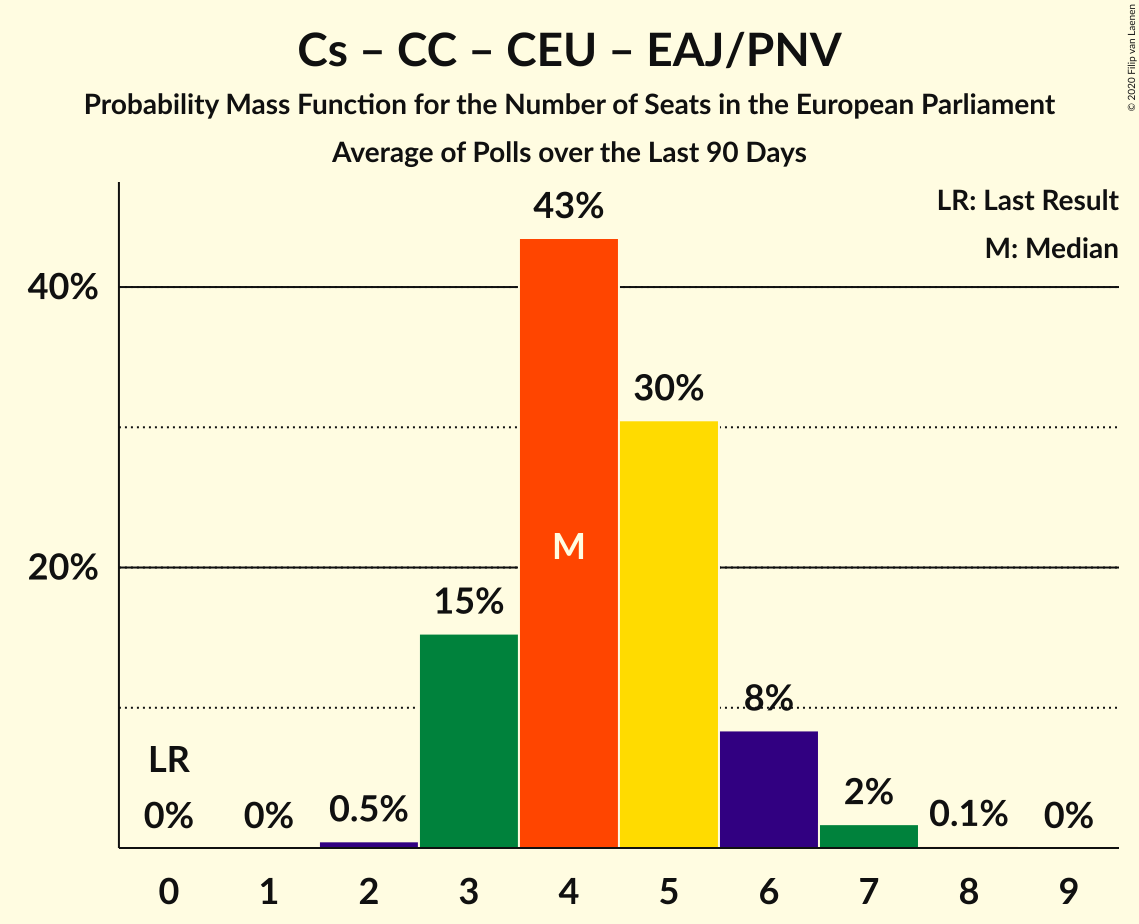 Cs – CC – CEU – EAJ/PNV
Probability Mass Function for the Number of Seats in the European Parliament
Average of Polls over the Last 90 Days
© 2020 Filip van Laenen
LR: Last Result
M: Median
43%
40%
30%
M
20%
15%
8%
LR
2%
0%
0%
0.5%
0.1%
0%
0 1 2 3 4 5 6 7 8 9